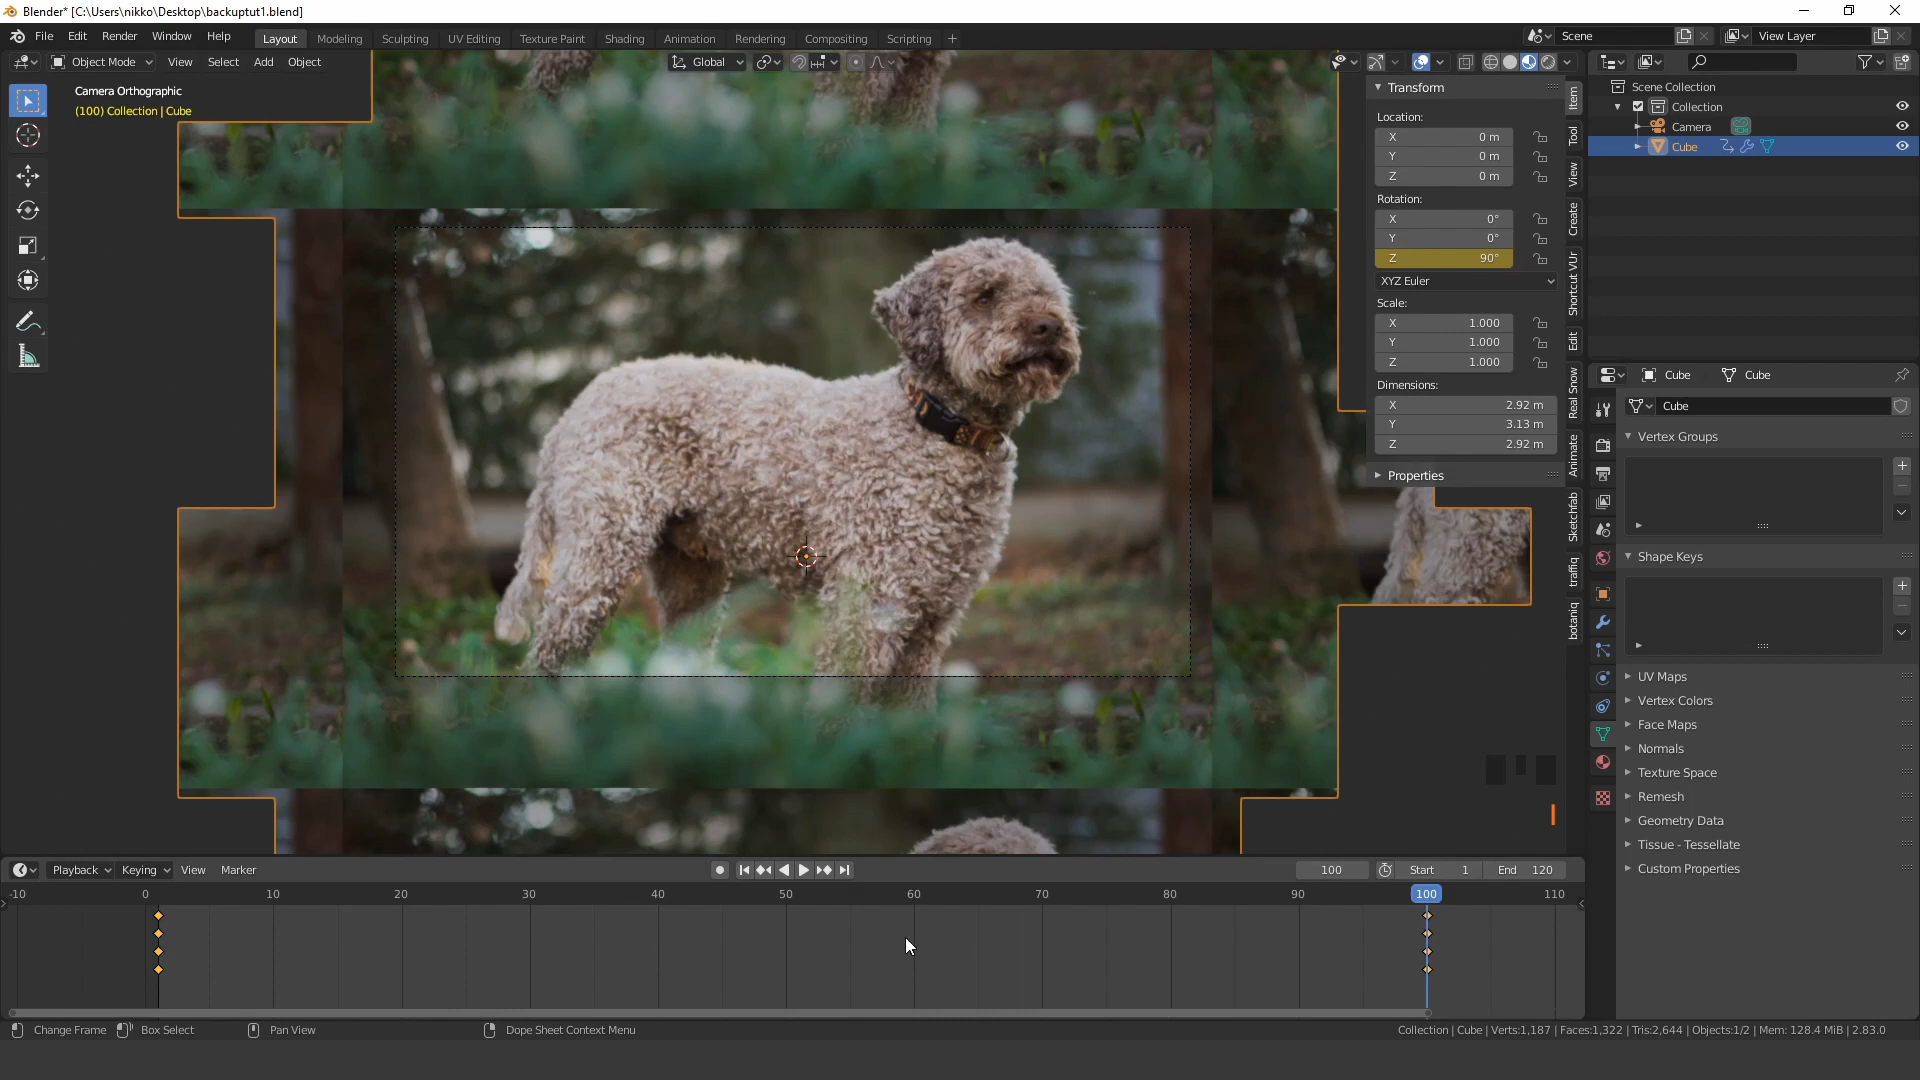 Blender* [C:\Users\nikko\Desktop\backuptut1.blend]
File Edit Render Window Help Layout Modeling Sculpting UV Editing Texture Paint Shading Animation Rendering Compositing Scripting + Scene View Layer
Object Mode View Select Add Object Global
Camera Orthographic
(100) Collection | Cube
Transform
Location:
X 0 m
Y 0 m
Z 0 m
Rotation:
X 0°
Y 0°
Z 90°
XYZ Euler
Scale:
X 1.000
Y 1.000
Z 1.000
Dimensions:
X 2.92 m
Y 3.13 m
Z 2.92 m
Properties
Item
Tool
View
Create
Shortcut VUr
Edit
Real Snow
Animate
Sketchfab
traffiq
botaniq
Scene Collection
Collection
Camera
Cube
Cube Cube
Cube
Vertex Groups
Shape Keys
UV Maps
Vertex Colors
Face Maps
Normals
Texture Space
Remesh
Geometry Data
Tissue - Tessellate
Custom Properties
Playback Keying View Marker 100 Start 1 End 120
-10 0 10 20 30 40 50 60 70 80 90 100 110
Change Frame Box Select Pan View Dope Sheet Context Menu Collection | Cube | Verts:1,187 | Faces:1,322 | Tris:2,644 | Objects:1/2 | Mem: 128.4 MiB | 2.83.0